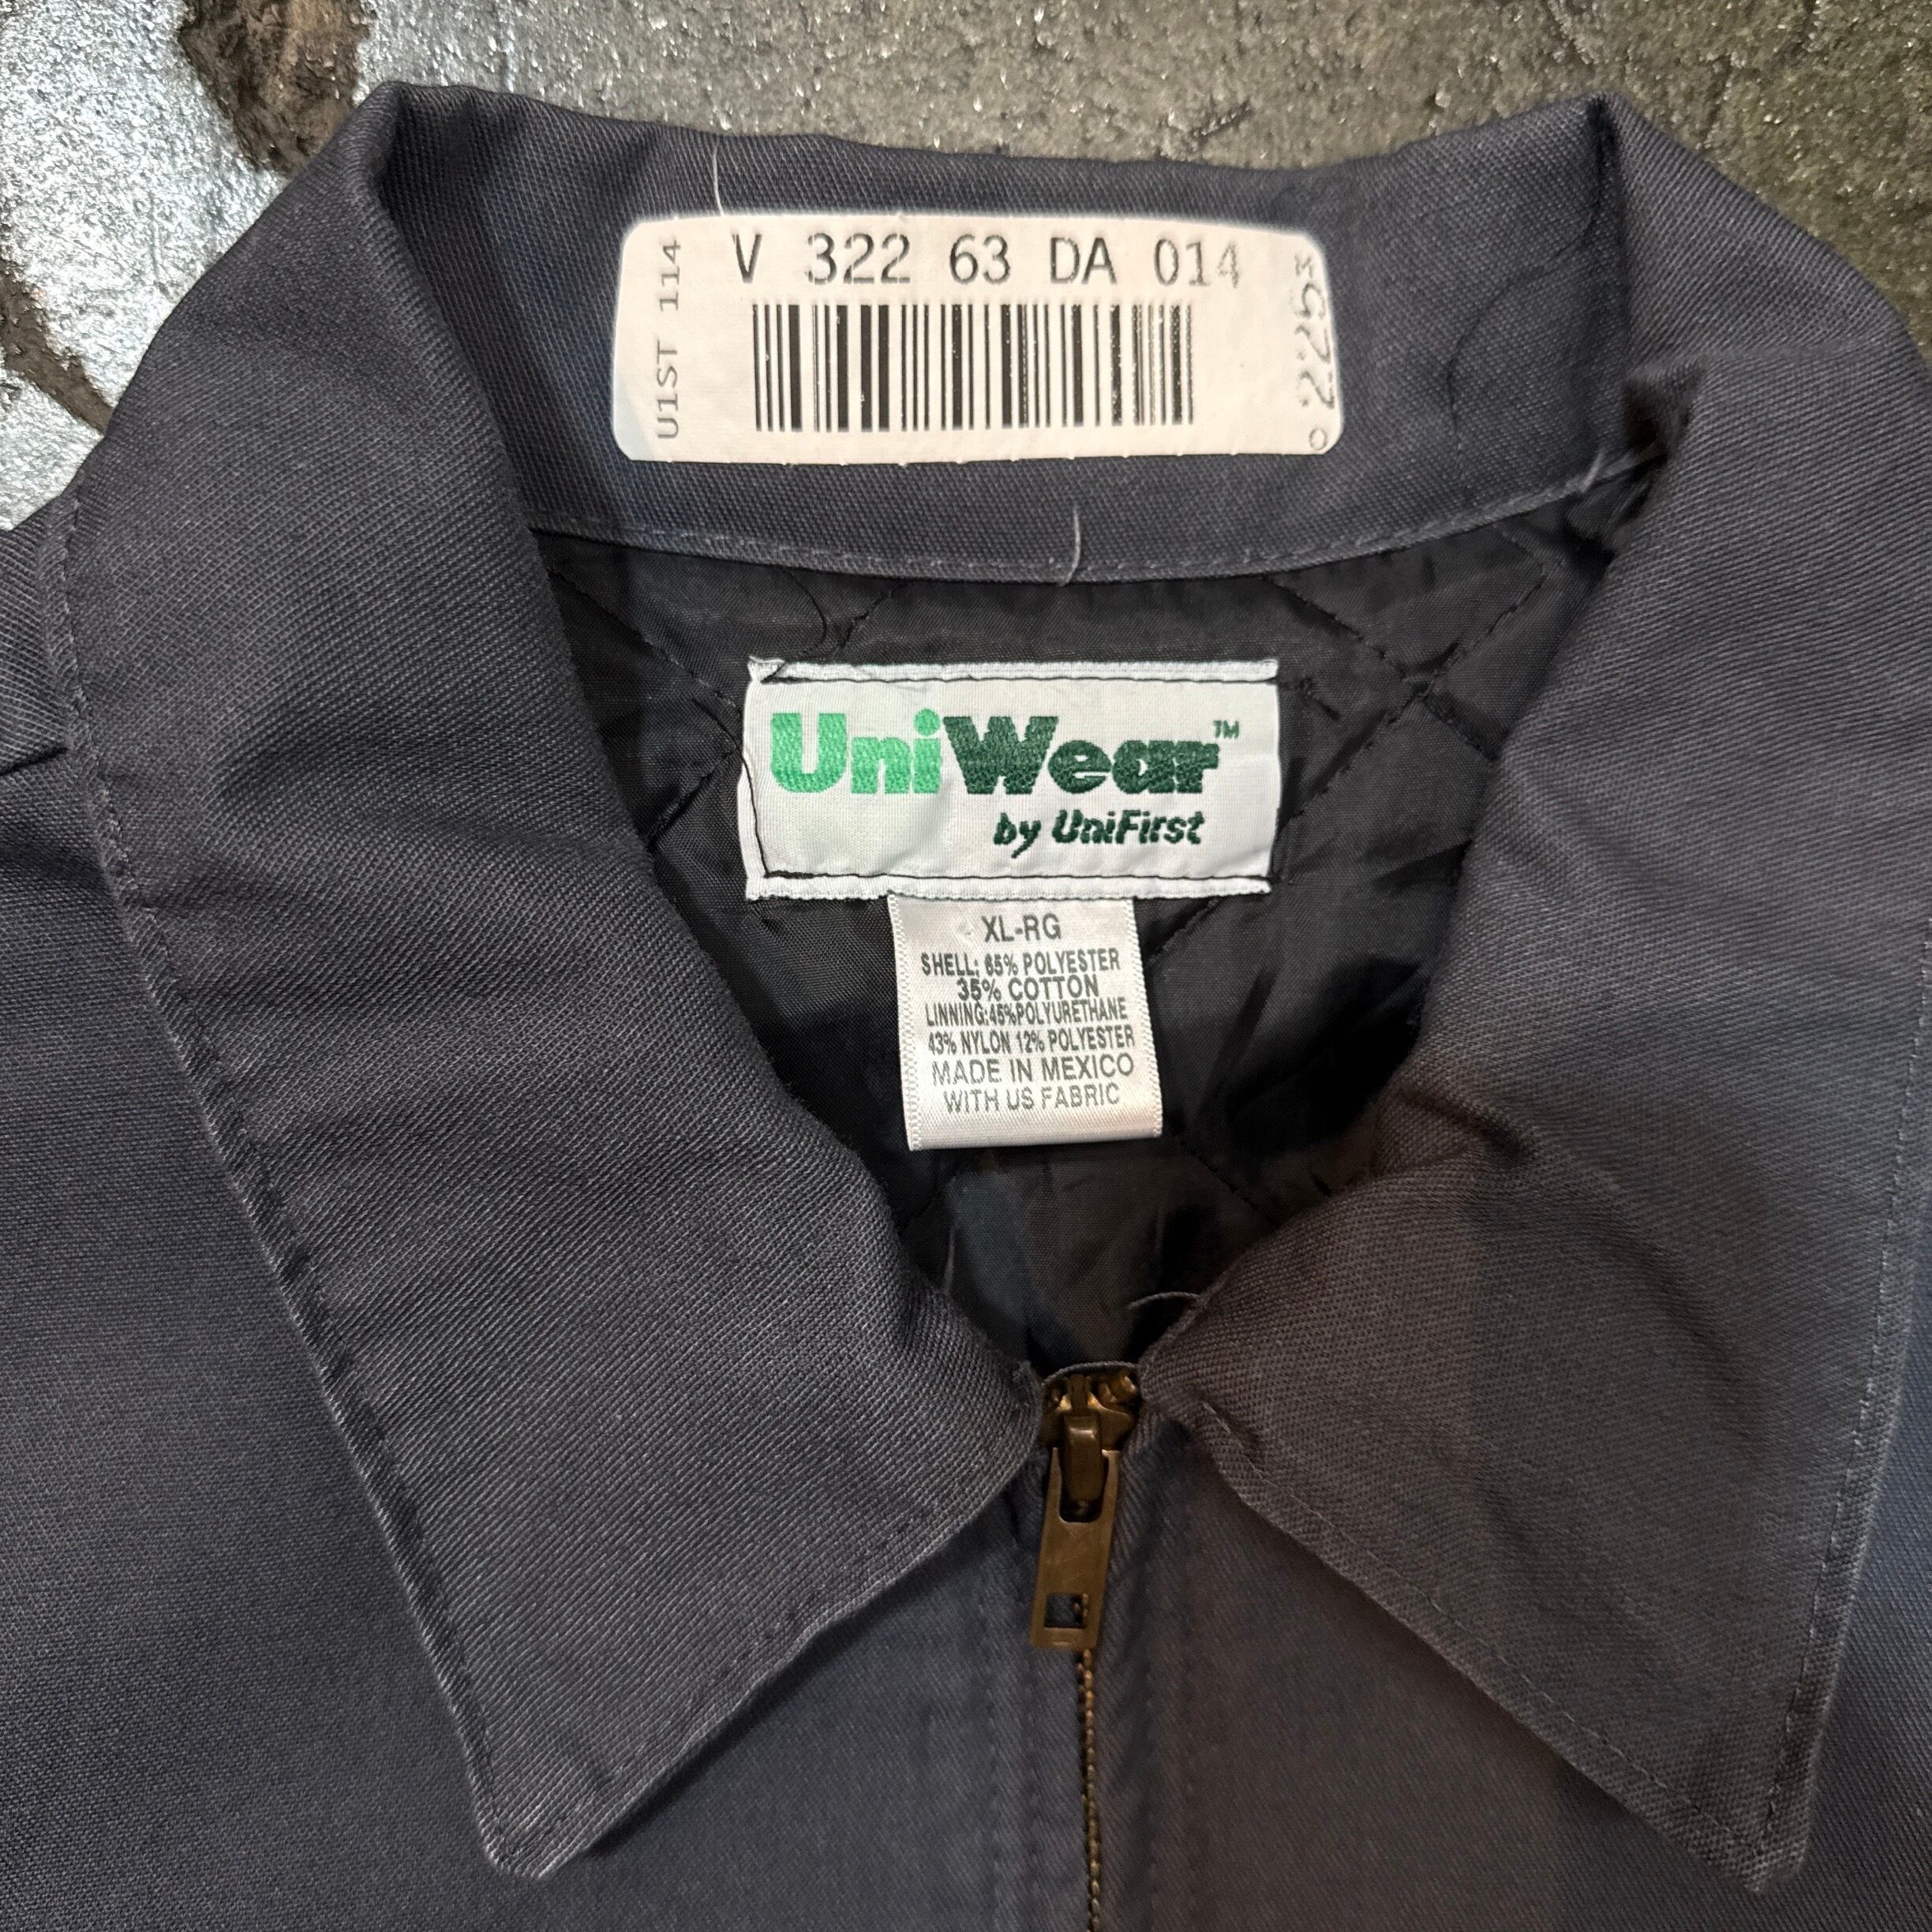 V 322 63 DA 014
U1ST 114
UniWear™
by UniFirst
XL-RG
SHELL: 65% POLYESTER
35% COTTON
LINNING:45%POLYURETHANE
43% NYLON 12% POLYESTER
MADE IN MEXICO
WITH US FABRIC